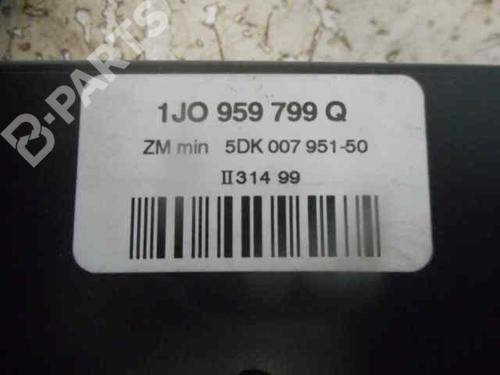 B-PARTS
1JO 959 799 Q
ZM min 5DK 007 951-50
II 314 99